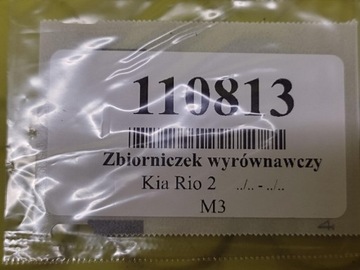 110813
Zbiorniczek wyrównawczy
Kia Rio 2 ../.. - ../..
M3